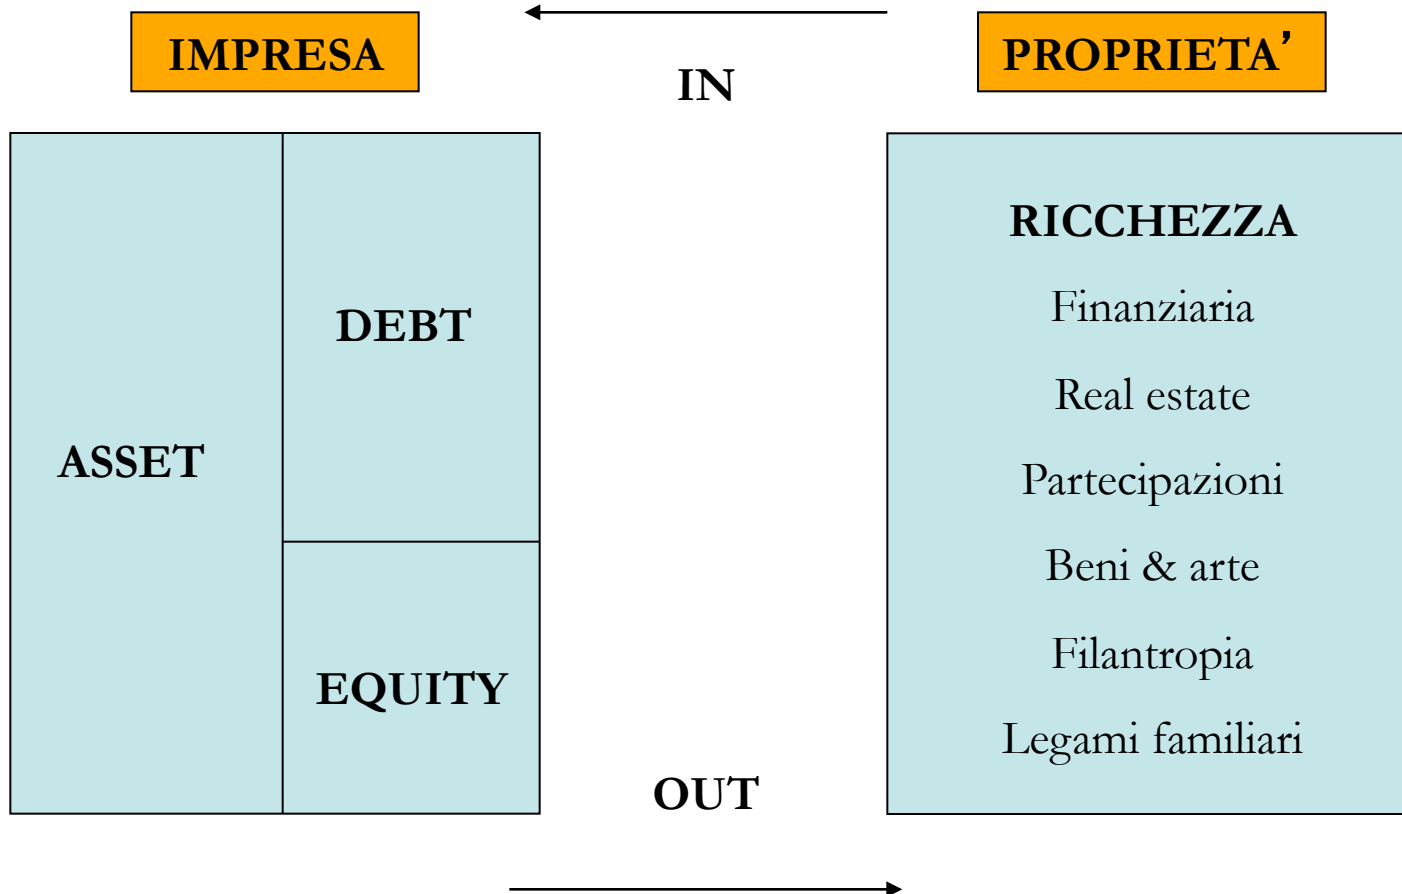 IMPRESA
PROPRIETA’
IN
ASSET
DEBT
EQUITY
RICCHEZZA
Finanziaria
Real estate
Partecipazioni
Beni & arte
Filantropia
Legami familiari
OUT